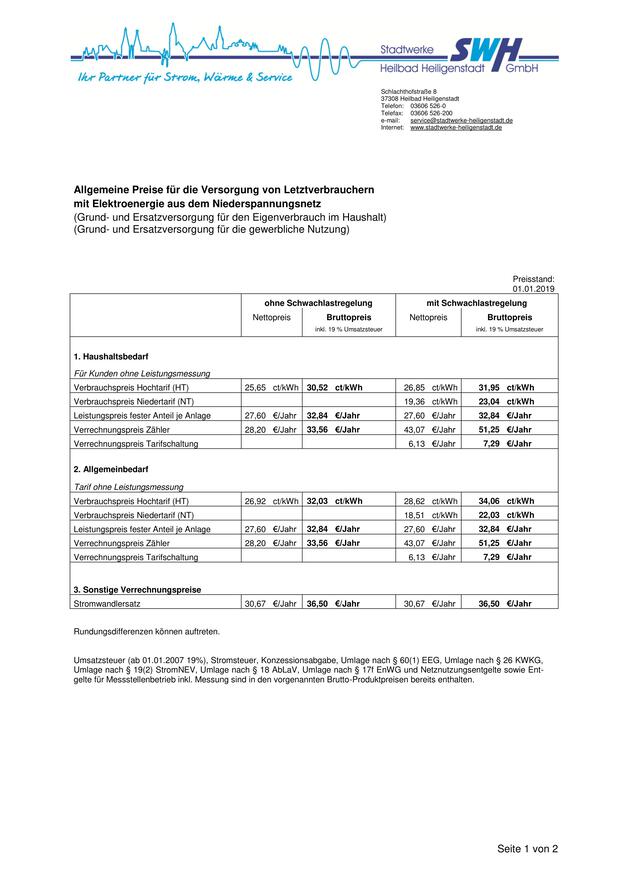 Stadtwerke SWH
Heilbad Heiligenstadt GmbH
Ihr Partner für Strom, Wärme & Service
Schlachthofstraße 8
37308 Heilbad Heiligenstadt
Telefon: 03606 526-0
Telefax: 03606 526-200
e-mail: service@stadtwerke-heiligenstadt.de
Internet: www.stadtwerke-heiligenstadt.de
Allgemeine Preise für die Versorgung von Letztverbrauchern
mit Elektroenergie aus dem Niederspannungsnetz
(Grund- und Ersatzversorgung für den Eigenverbrauch im Haushalt)
(Grund- und Ersatzversorgung für die gewerbliche Nutzung)
Preisstand:
01.01.2019
ohne Schwachlastregelung mit Schwachlastregelung
Nettopreis Bruttopreis Nettopreis Bruttopreis
inkl. 19 % Umsatzsteuer inkl. 19 % Umsatzsteuer
1. Haushaltsbedarf
Für Kunden ohne Leistungsmessung
Verbrauchspreis Hochtarif (HT) 25,65 ct/kWh 30,52 ct/kWh 26,85 ct/kWh 31,95 ct/kWh
Verbrauchspreis Niedertarif (NT) 19,36 ct/kWh 23,04 ct/kWh
Leistungspreis fester Anteil je Anlage 27,60 €/Jahr 32,84 €/Jahr 27,60 €/Jahr 32,84 €/Jahr
Verrechnungspreis Zähler 28,20 €/Jahr 33,56 €/Jahr 43,07 €/Jahr 51,25 €/Jahr
Verrechnungspreis Tarifschaltung 6,13 €/Jahr 7,29 €/Jahr
2. Allgemeinbedarf
Tarif ohne Leistungsmessung
Verbrauchspreis Hochtarif (HT) 26,92 ct/kWh 32,03 ct/kWh 28,62 ct/kWh 34,06 ct/kWh
Verbrauchspreis Niedertarif (NT) 18,51 ct/kWh 22,03 ct/kWh
Leistungspreis fester Anteil je Anlage 27,60 €/Jahr 32,84 €/Jahr 27,60 €/Jahr 32,84 €/Jahr
Verrechnungspreis Zähler 28,20 €/Jahr 33,56 €/Jahr 43,07 €/Jahr 51,25 €/Jahr
Verrechnungspreis Tarifschaltung 6,13 €/Jahr 7,29 €/Jahr
3. Sonstige Verrechnungspreise
Stromwandlersatz 30,67 €/Jahr 36,50 €/Jahr 30,67 €/Jahr 36,50 €/Jahr
Rundungsdifferenzen können auftreten.
Umsatzsteuer (ab 01.01.2007 19%), Stromsteuer, Konzessionsabgabe, Umlage nach § 60(1) EEG, Umlage nach § 26 KWKG,
Umlage nach § 19(2) StromNEV, Umlage nach § 18 AbLaV, Umlage nach § 17f EnWG und Netznutzungsentgelte sowie Ent-
gelte für Messstellenbetrieb inkl. Messung sind in den vorgenannten Brutto-Produktpreisen bereits enthalten.
Seite 1 von 2